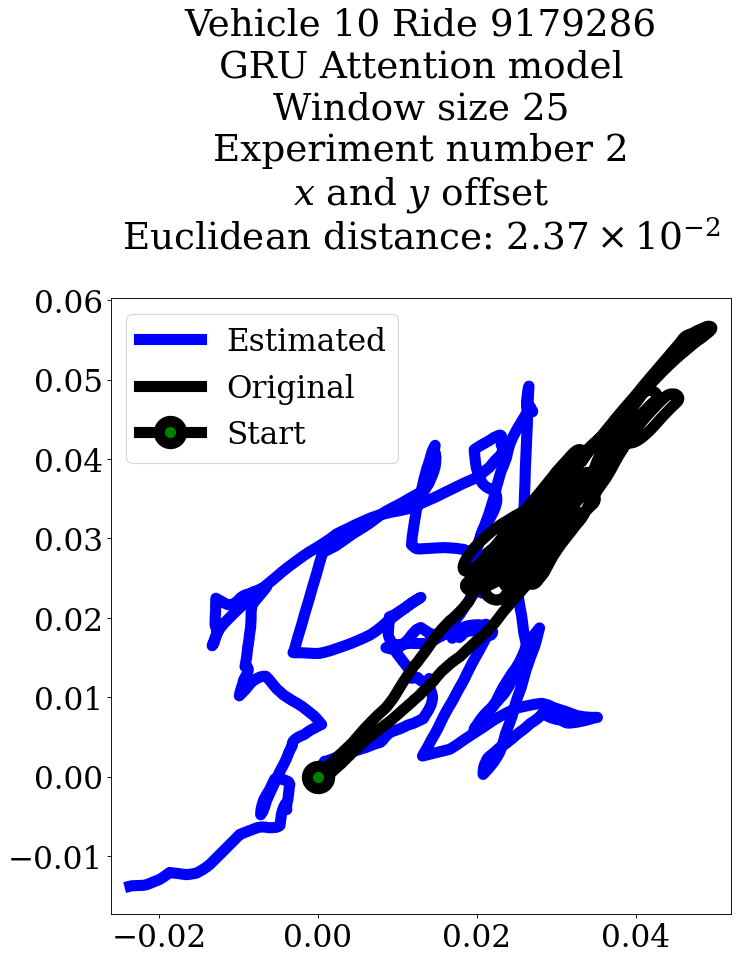 Vehicle 10 Ride 9179286
GRU Attention model
Window size 25
Experiment number 2
x and y offset
Euclidean distance: 2.37 × 10⁻²
Estimated
Original
Start
0.06
0.05
0.04
0.03
0.02
0.01
0.00
−0.01
−0.02 0.00 0.02 0.04